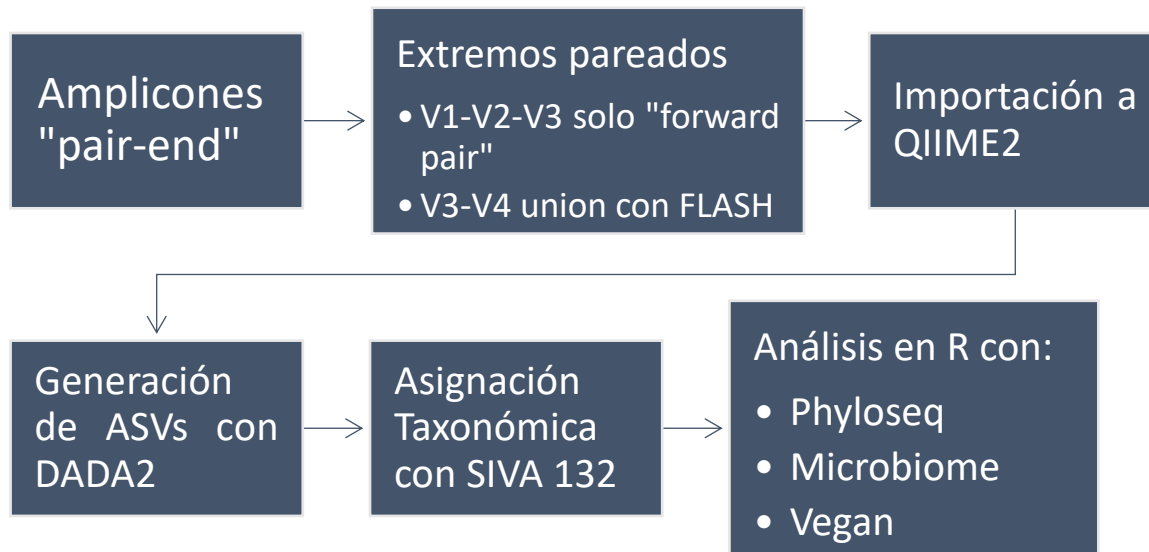 Amplicones
"pair-end"
Extremos pareados
• V1-V2-V3 solo "forward
pair"
• V3-V4 union con FLASH
Importación a
QIIME2
Generación
de ASVs con
DADA2
Asignación
Taxonómica
con SIVA 132
Análisis en R con:
• Phyloseq
• Microbiome
• Vegan